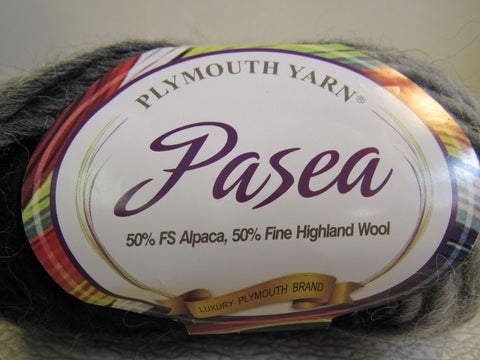 PLYMOUTH YARN®
Pasea
50% FS Alpaca, 50% Fine Highland Wool
LUXURY PLYMOUTH BRAND